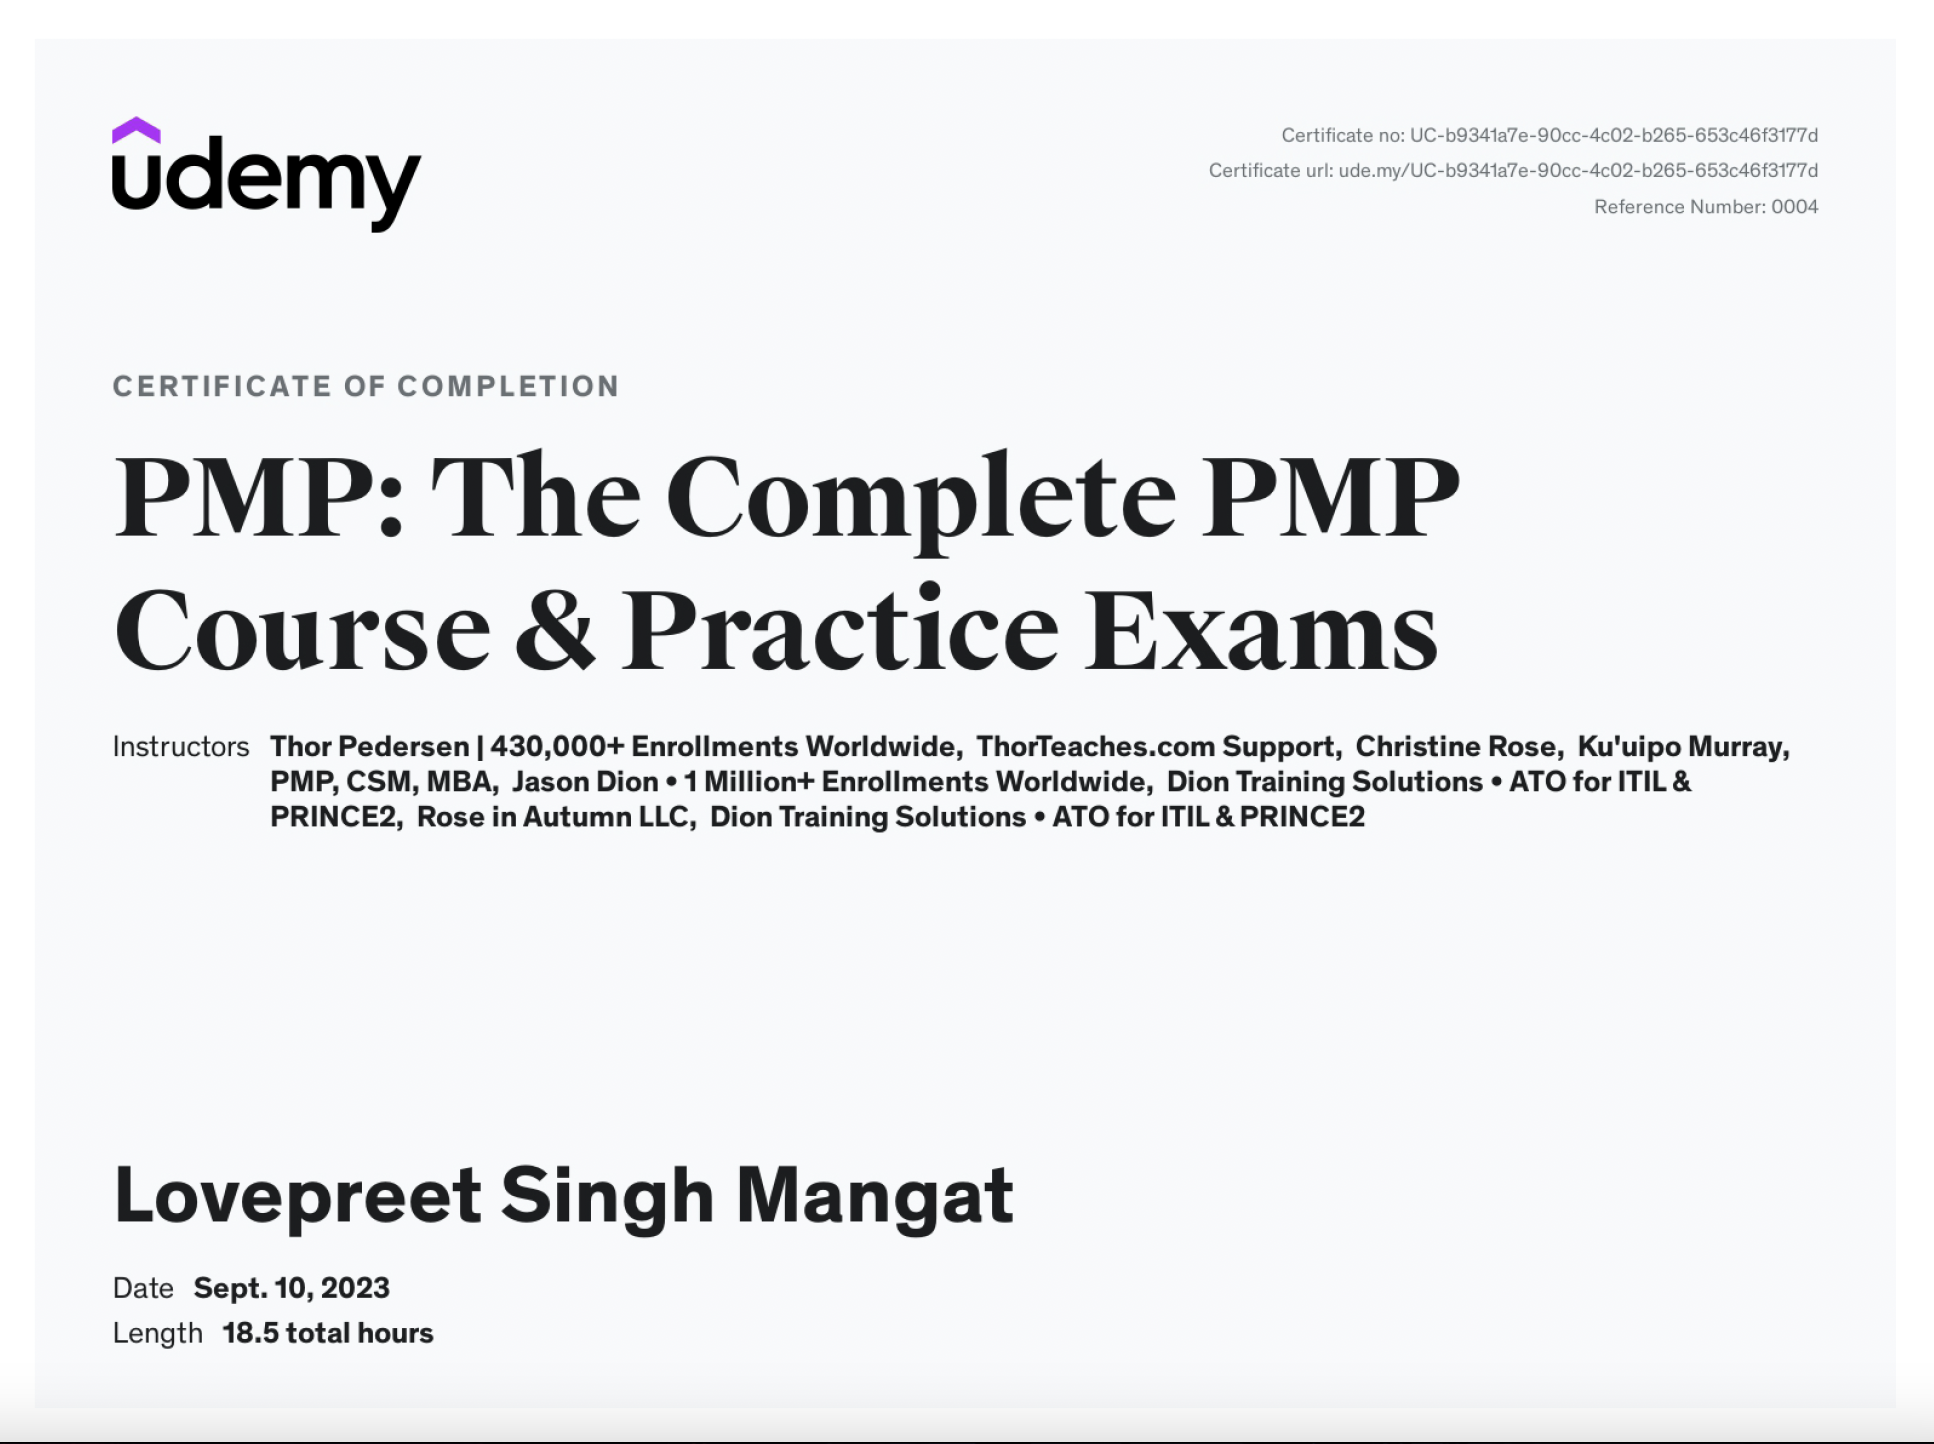 udemy
Certificate no: UC-b9341a7e-90cc-4c02-b265-653c46f3177d
Certificate url: ude.my/UC-b9341a7e-90cc-4c02-b265-653c46f3177d
Reference Number: 0004
CERTIFICATE OF COMPLETION
PMP: The Complete PMP
Course & Practice Exams
Instructors Thor Pedersen | 430,000+ Enrollments Worldwide, ThorTeaches.com Support, Christine Rose, Ku'uipo Murray,
PMP, CSM, MBA, Jason Dion • 1 Million+ Enrollments Worldwide, Dion Training Solutions • ATO for ITIL &
PRINCE2, Rose in Autumn LLC, Dion Training Solutions • ATO for ITIL & PRINCE2
Lovepreet Singh Mangat
Date Sept. 10, 2023
Length 18.5 total hours